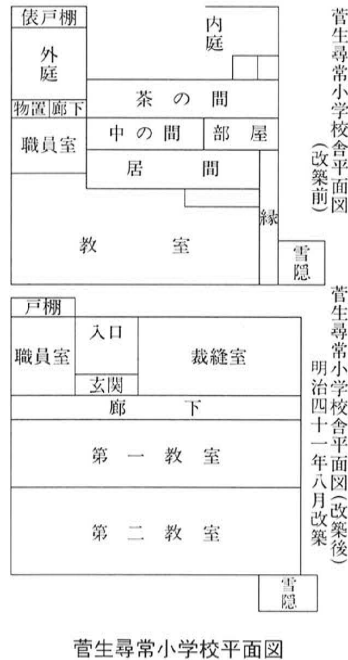 菅生尋常小学校舎平面図
(改築前)
俵戸棚
外庭
内庭
茶の間
物置
廊下
中の間
部屋
職員室
居間
縁
教室
雪隠
菅生尋常小学校舎平面図(改築後)
明治四十一年八月改築
戸棚
職員室
入口
玄関
裁縫室
廊下
第一教室
第二教室
雪隠
菅生尋常小学校平面図